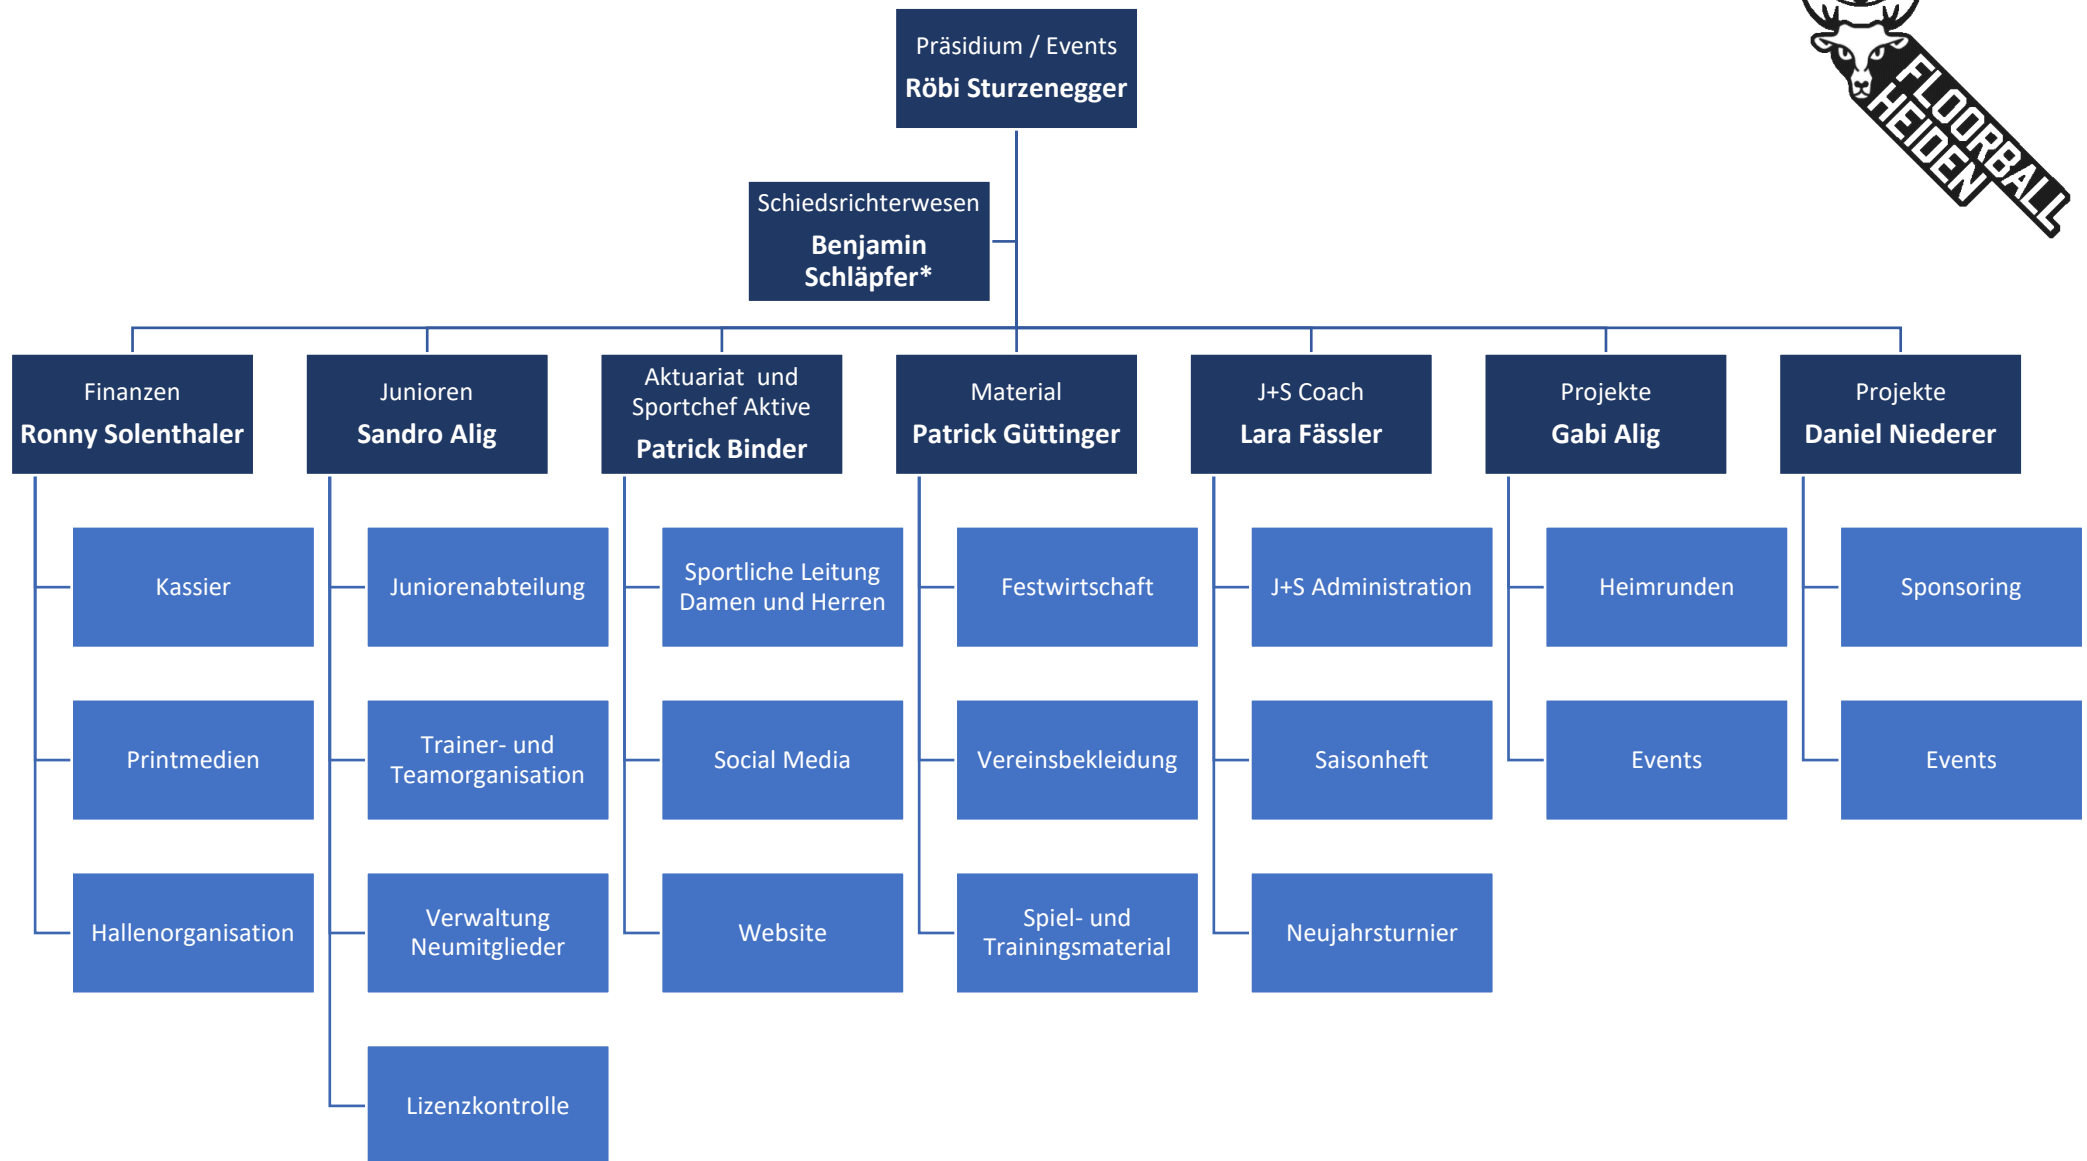 Präsidium / Events
Röbi Sturzenegger
FLOORBALL
HEIDEN
Schiedsrichterwesen
Benjamin
Schläpfer*
Finanzen
Ronny Solenthaler
Junioren
Sandro Alig
Aktuariat und
Sportchef Aktive
Patrick Binder
Material
Patrick Güttinger
J+S Coach
Lara Fässler
Projekte
Gabi Alig
Projekte
Daniel Niederer
Kassier
Juniorenabteilung
Sportliche Leitung
Damen und Herren
Festwirtschaft
J+S Administration
Heimrunden
Sponsoring
Printmedien
Trainer- und
Teamorganisation
Social Media
Vereinsbekleidung
Saisonheft
Events
Events
Hallenorganisation
Verwaltung
Neumitglieder
Website
Spiel- und
Trainingsmaterial
Neujahrsturnier
Lizenzkontrolle